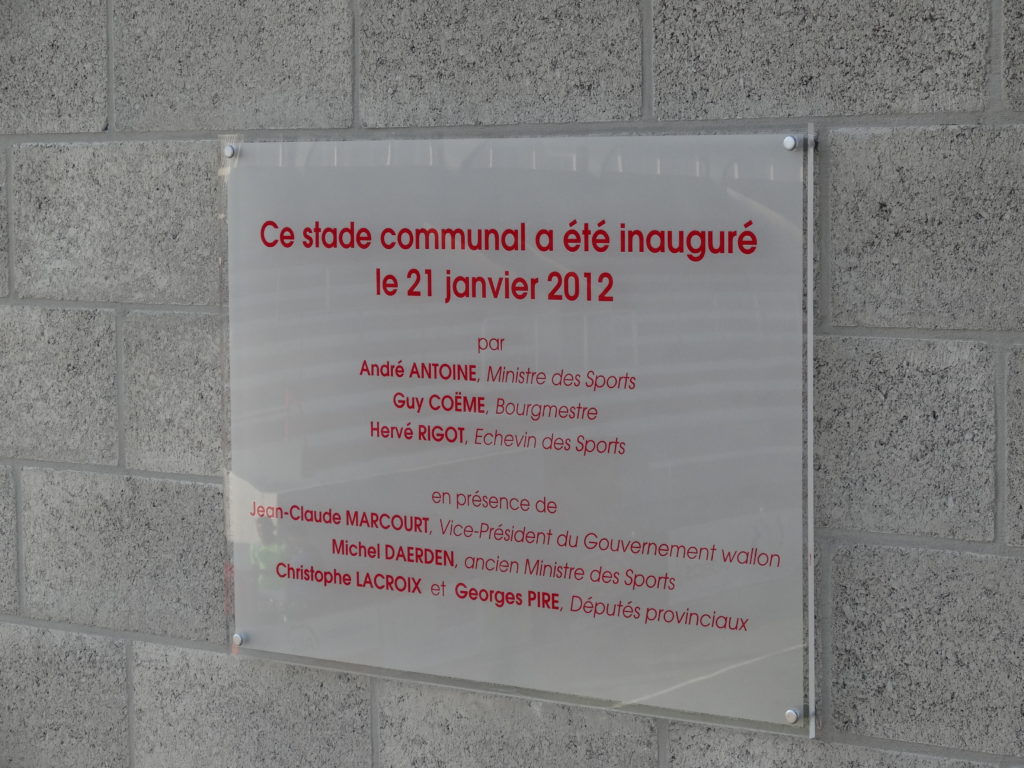 Ce stade communal a été inauguré
le 21 janvier 2012
par
André ANTOINE, Ministre des Sports
Guy COËME, Bourgmestre
Hervé RIGOT, Echevin des Sports
en présence de
Jean-Claude MARCOURT, Vice-Président du Gouvernement wallon
Michel DAERDEN, ancien Ministre des Sports
Christophe LACROIX et Georges PIRE, Députés provinciaux